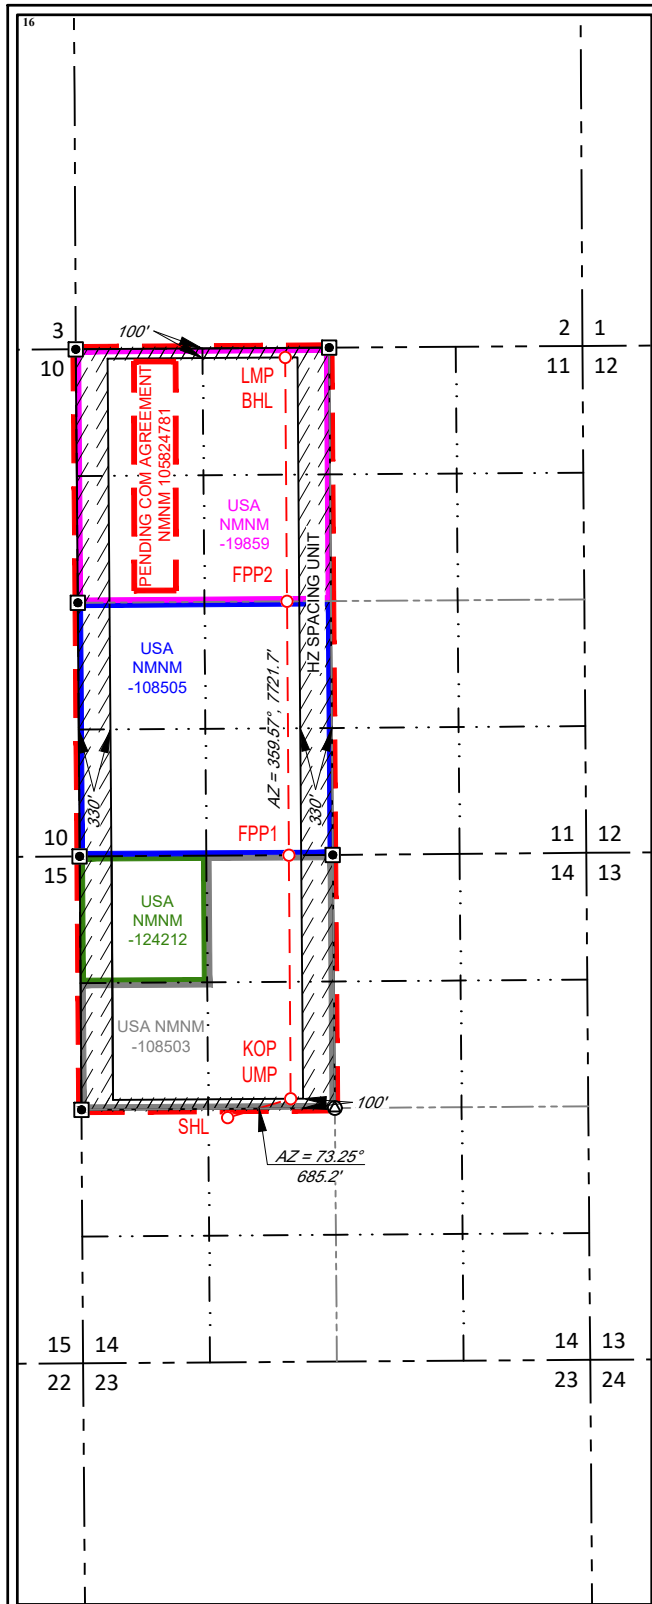 16
3
2 1
10
11 12
100'
LMP
BHL
PENDING COM AGREEMENT
NMNM 105824781
USA
NMNM
-19859
FPP2
HZ SPACING UNIT
USA
NMNM
-108505
AZ = 359.57°, 7721.7'
330'
330'
10
11 12
FPP1
15
14 13
USA
NMNM
-124212
USA NMNM
-108503
KOP
UMP
100'
SHL
AZ = 73.25°
685.2'
15 14
14 13
22 23
23 24